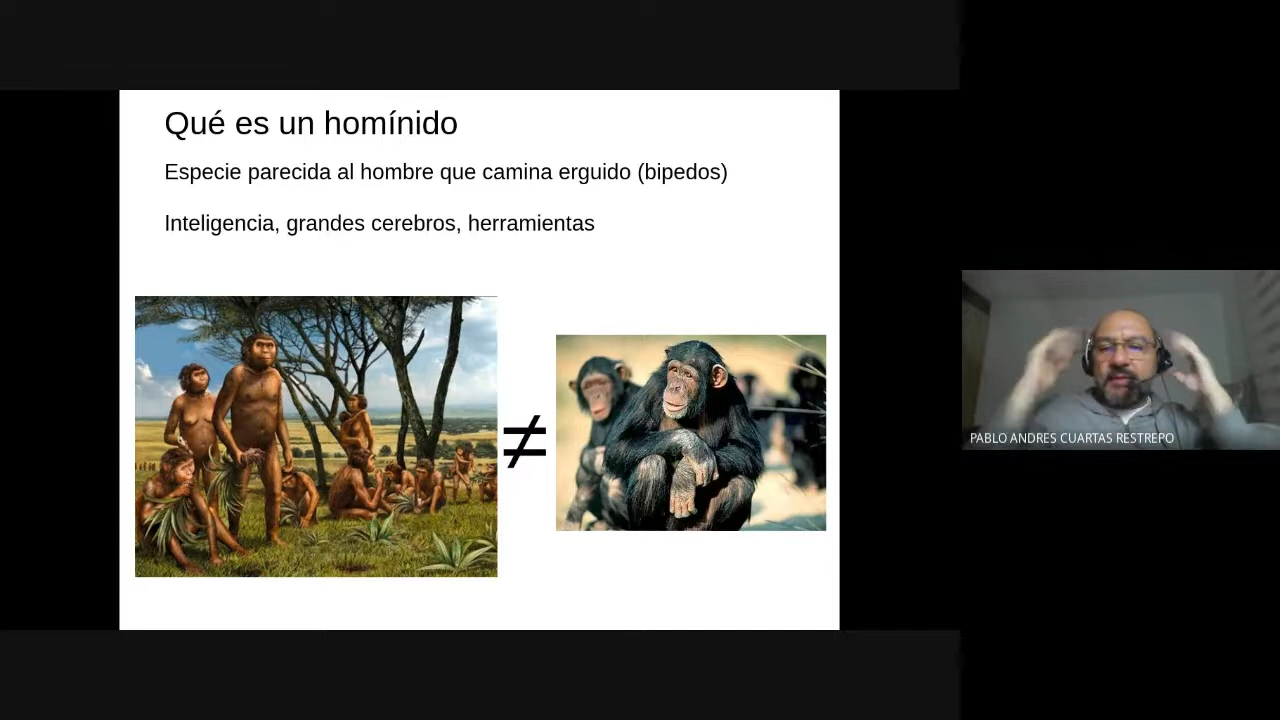 Qué es un homínido
Especie parecida al hombre que camina erguido (bipedos)
Inteligencia, grandes cerebros, herramientas
≠
PABLO ANDRES CUARTAS RESTREPO